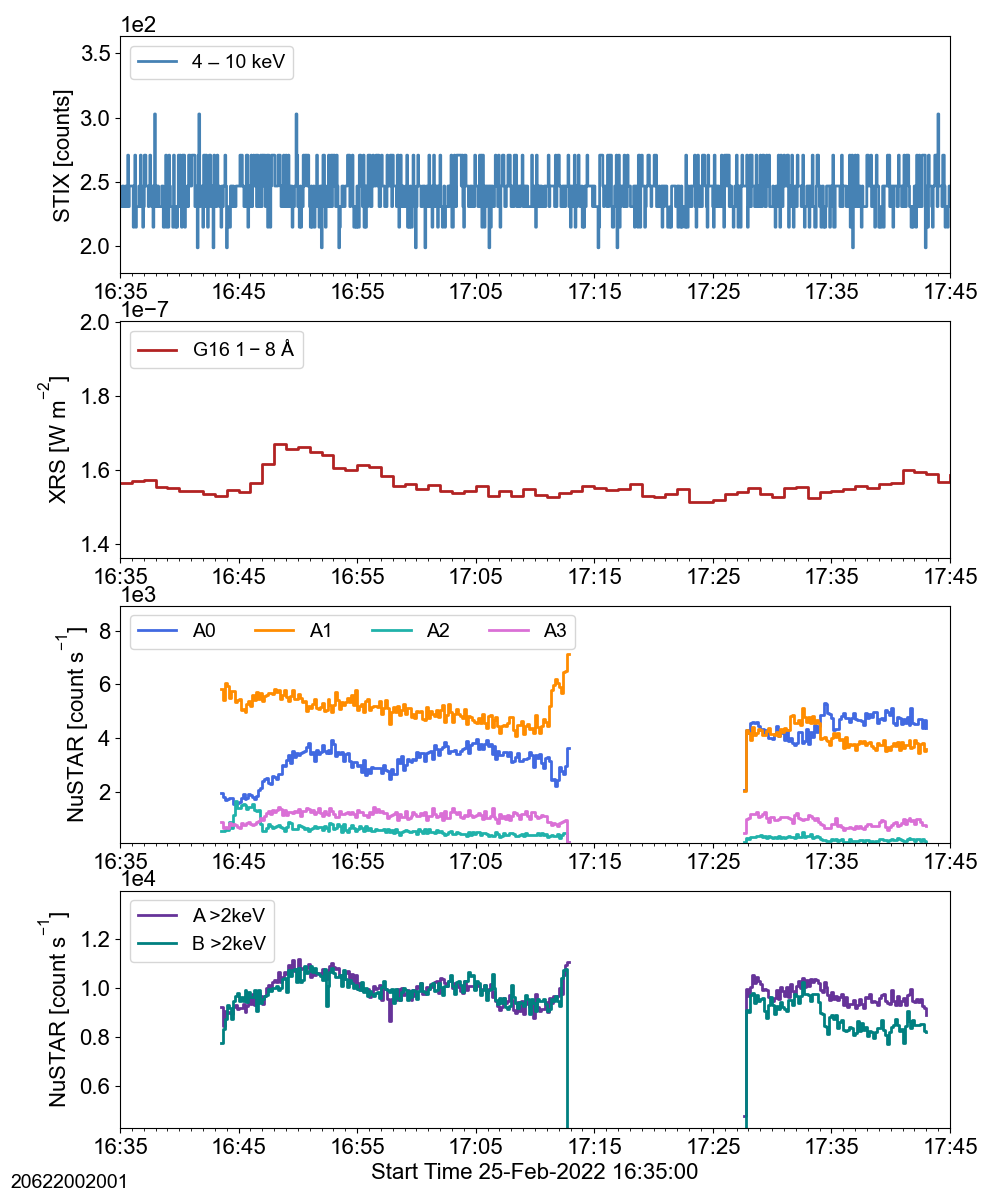 1e2
4 – 10 keV
STIX [counts]
3.5
3.0
2.5
2.0
16:35 16:45 16:55 17:05 17:15 17:25 17:35 17:45
1e−7
G16 1 – 8 Å
XRS [W m⁻²]
2.0
1.8
1.6
1.4
16:35 16:45 16:55 17:05 17:15 17:25 17:35 17:45
1e3
A0 A1 A2 A3
NuSTAR [count s⁻¹]
8
6
4
2
16:35 16:45 16:55 17:05 17:15 17:25 17:35 17:45
1e4
A >2keV
B >2keV
NuSTAR [count s⁻¹]
1.2
1.0
0.8
0.6
16:35 16:45 16:55 17:05 17:15 17:25 17:35 17:45
Start Time 25-Feb-2022 16:35:00
20622002001